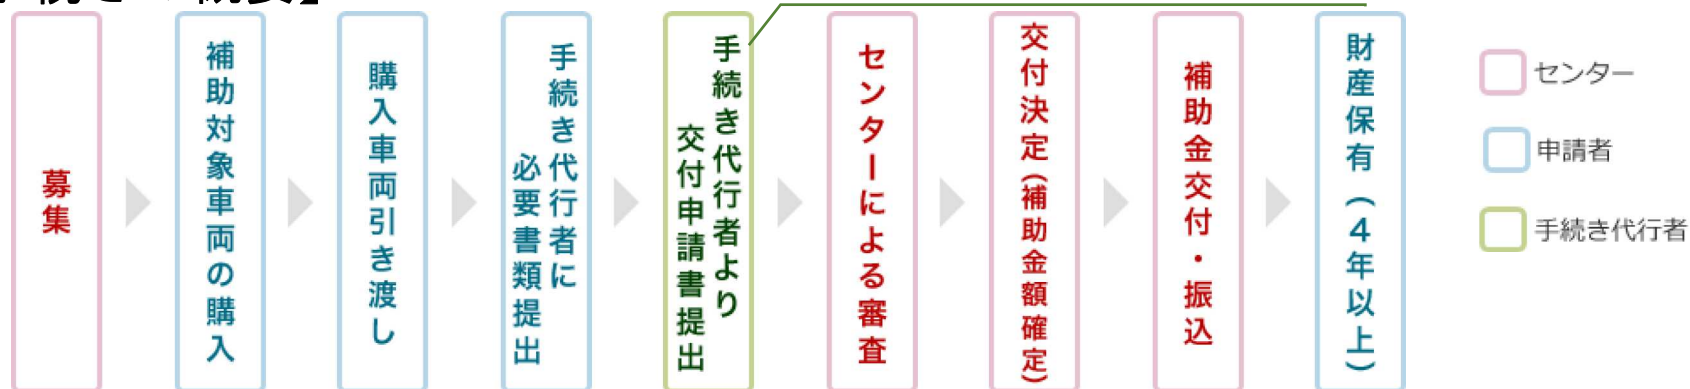 募集
補助対象車両の購入
購入車両引き渡し
手続き代行者に
必要書類提出
手続き代行者より
交付申請書提出
センターによる審査
交付決定(補助金額確定)
補助金交付・振込
財産保有(4年以上)
センター
申請者
手続き代行者